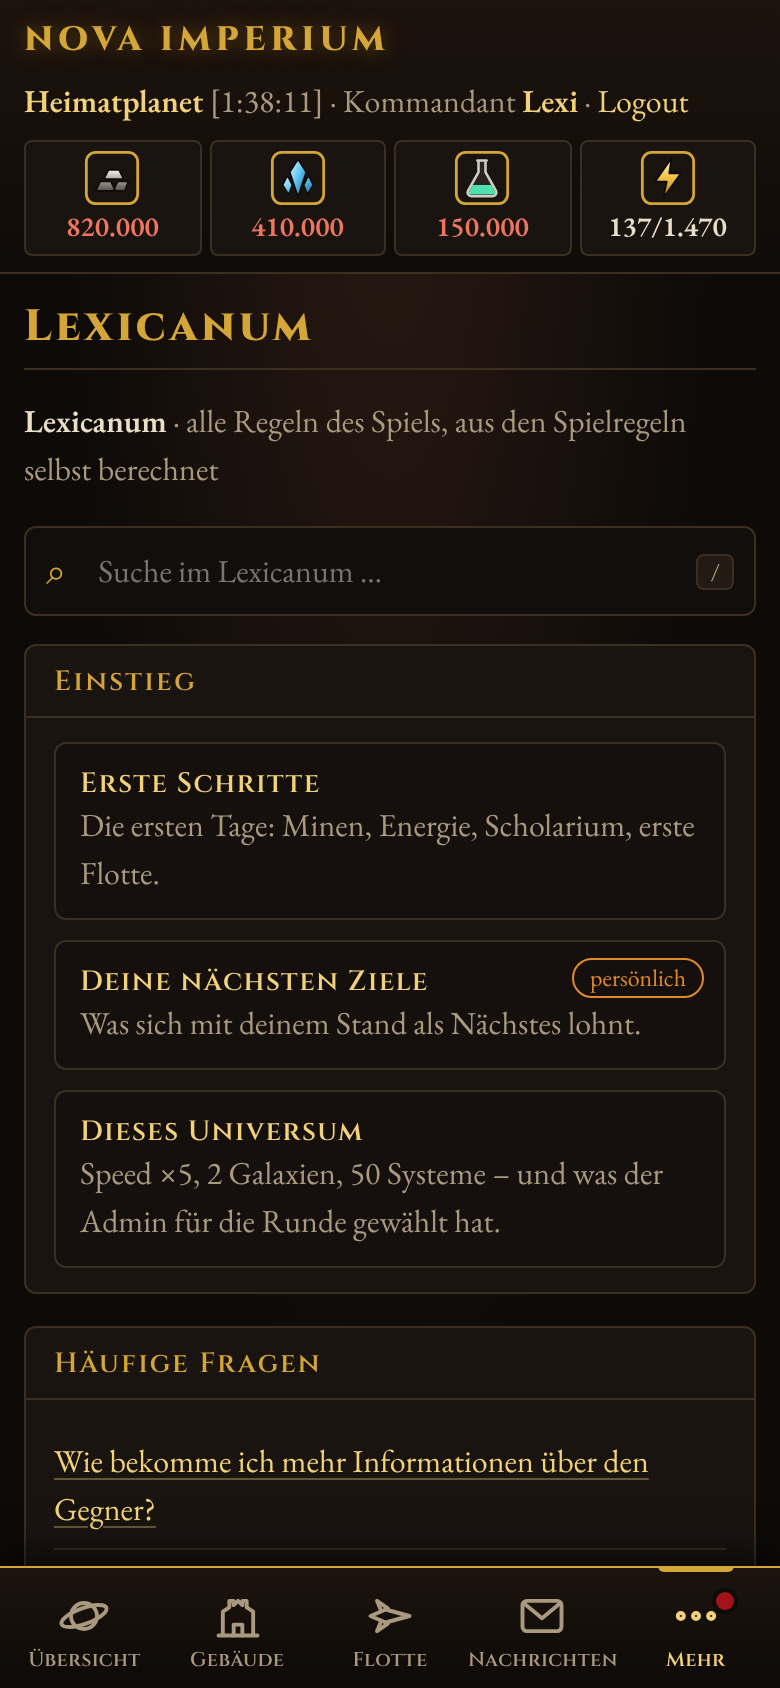 NOVA IMPERIUM
Heimatplanet [1:38:11] · Kommandant Lexi · Logout
820.000 410.000 150.000 137/1.470
Lexicanum
Lexicanum · alle Regeln des Spiels, aus den Spielregeln
selbst berechnet
Suche im Lexicanum ... /
Einstieg
Erste Schritte
Die ersten Tage: Minen, Energie, Scholarium, erste
Flotte.
Deine nächsten Ziele persönlich
Was sich mit deinem Stand als Nächstes lohnt.
Dieses Universum
Speed ×5, 2 Galaxien, 50 Systeme – und was der
Admin für die Runde gewählt hat.
Häufige Fragen
Wie bekomme ich mehr Informationen über den
Gegner?
Übersicht Gebäude Flotte Nachrichten Mehr